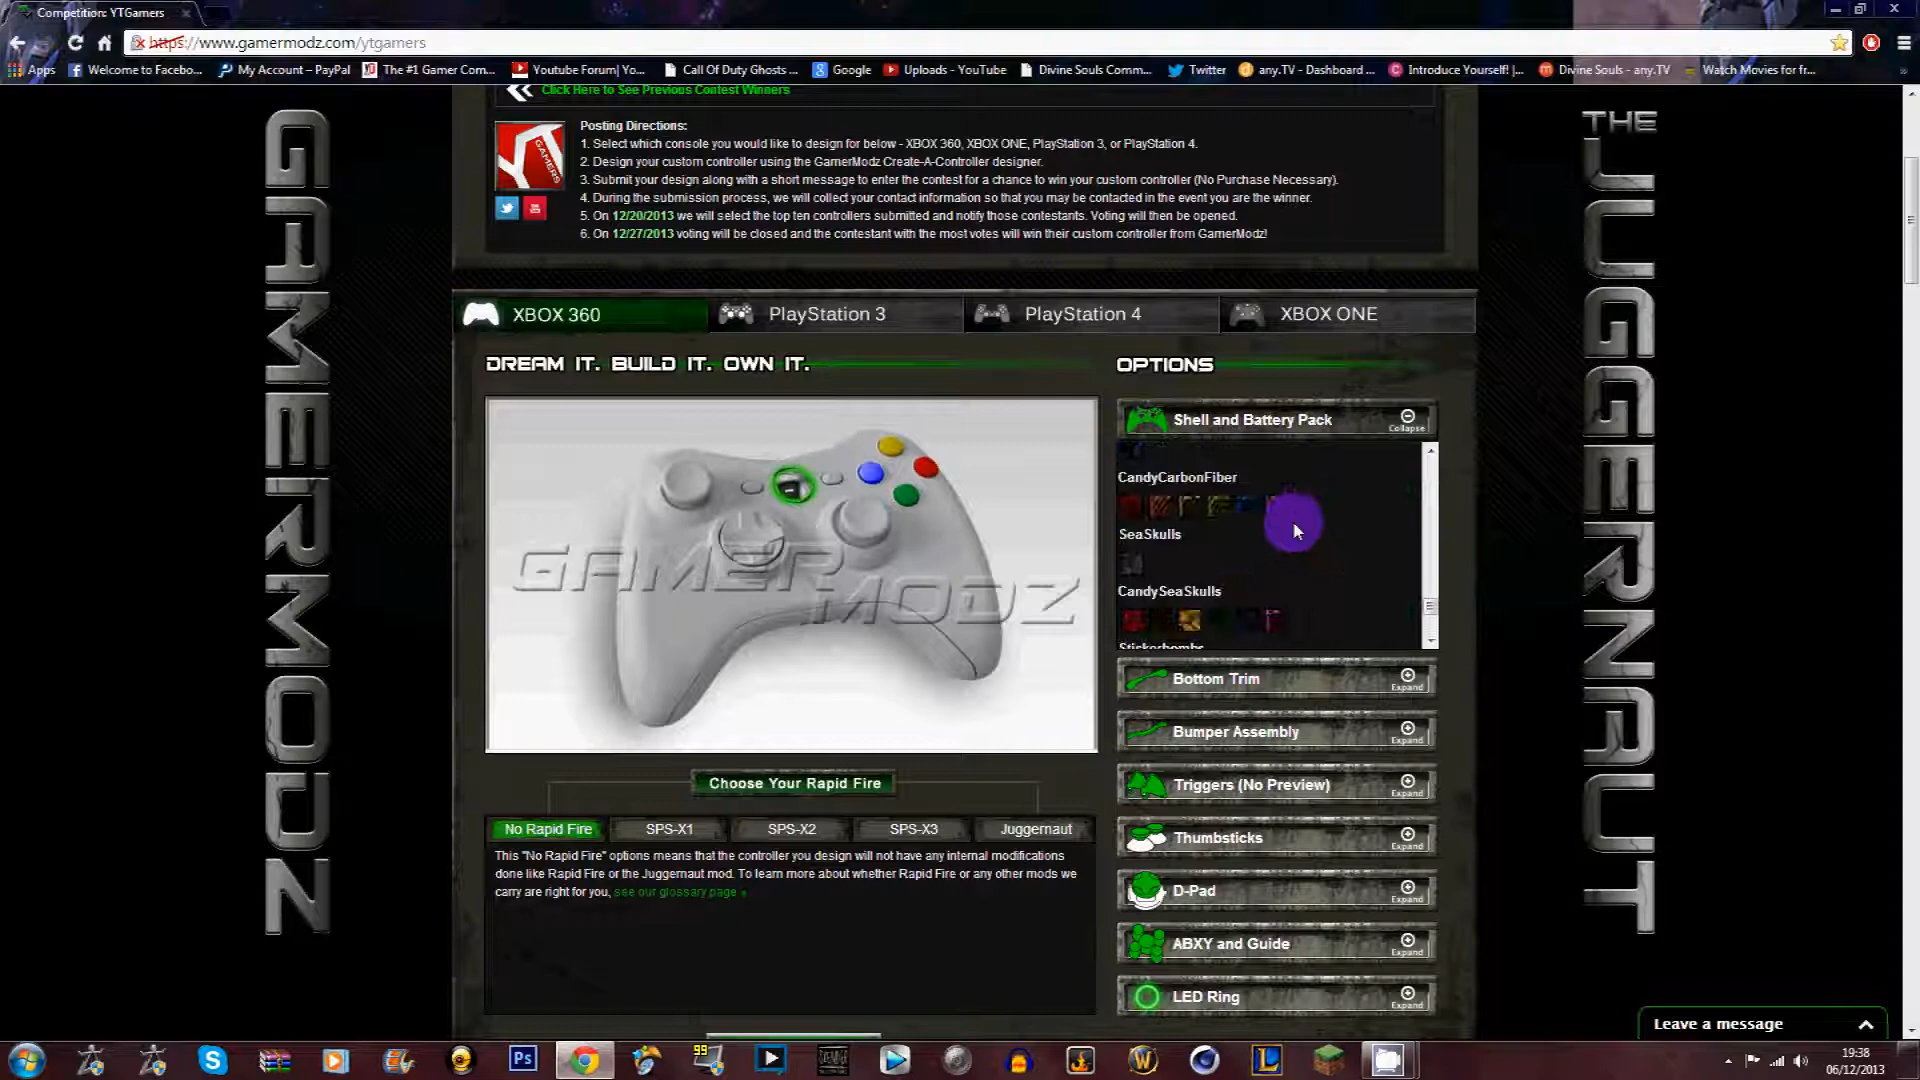 Competition: YTGamers
https://www.gamermodz.com/ytgamers
Apps
Welcome to Facebo...
My Account – PayPal
The #1 Gamer Com...
Youtube Forum| Yo...
Call Of Duty Ghosts ...
Google
Uploads - YouTube
Divine Souls Comm...
Twitter
any.TV - Dashboard ...
Introduce Yourself! |...
Divine Souls - any.TV
Watch Movies for fr...
Click Here to See Previous Contest Winners
YT
GAMERS
Posting Directions:
1. Select which console you would like to design for below - XBOX 360, XBOX ONE, PlayStation 3, or PlayStation 4.
2. Design your custom controller using the GamerModz Create-A-Controller designer.
3. Submit your design along with a short message to enter the contest for a chance to win your custom controller (No Purchase Necessary).
4. During the submission process, we will collect your contact information so that you may be contacted in the event you are the winner.
5. On 12/20/2013 we will select the top ten controllers submitted and notify those contestants. Voting will then be opened.
6. On 12/27/2013 voting will be closed and the contestant with the most votes will win their custom controller from GamerModz!
GAMERMODZ
THE JUGGERNAUT
XBOX 360
PlayStation 3
PlayStation 4
XBOX ONE
DREAM IT. BUILD IT. OWN IT.
OPTIONS
Shell and Battery Pack
Collapse
CandyCarbonFiber
SeaSkulls
CandySeaSkulls
Stickerbombs
GAMERMODZ
Bottom Trim
Expand
Bumper Assembly
Expand
Triggers (No Preview)
Expand
Thumbsticks
Expand
D-Pad
Expand
ABXY and Guide
Expand
LED Ring
Expand
Choose Your Rapid Fire
No Rapid Fire
SPS-X1
SPS-X2
SPS-X3
Juggernaut
This "No Rapid Fire" options means that the controller you design will not have any internal modifications
done like Rapid Fire or the Juggernaut mod. To learn more about whether Rapid Fire or any other mods we
carry are right for you, see our glossary page »
Leave a message
Ps
99
19:38
06/12/2013